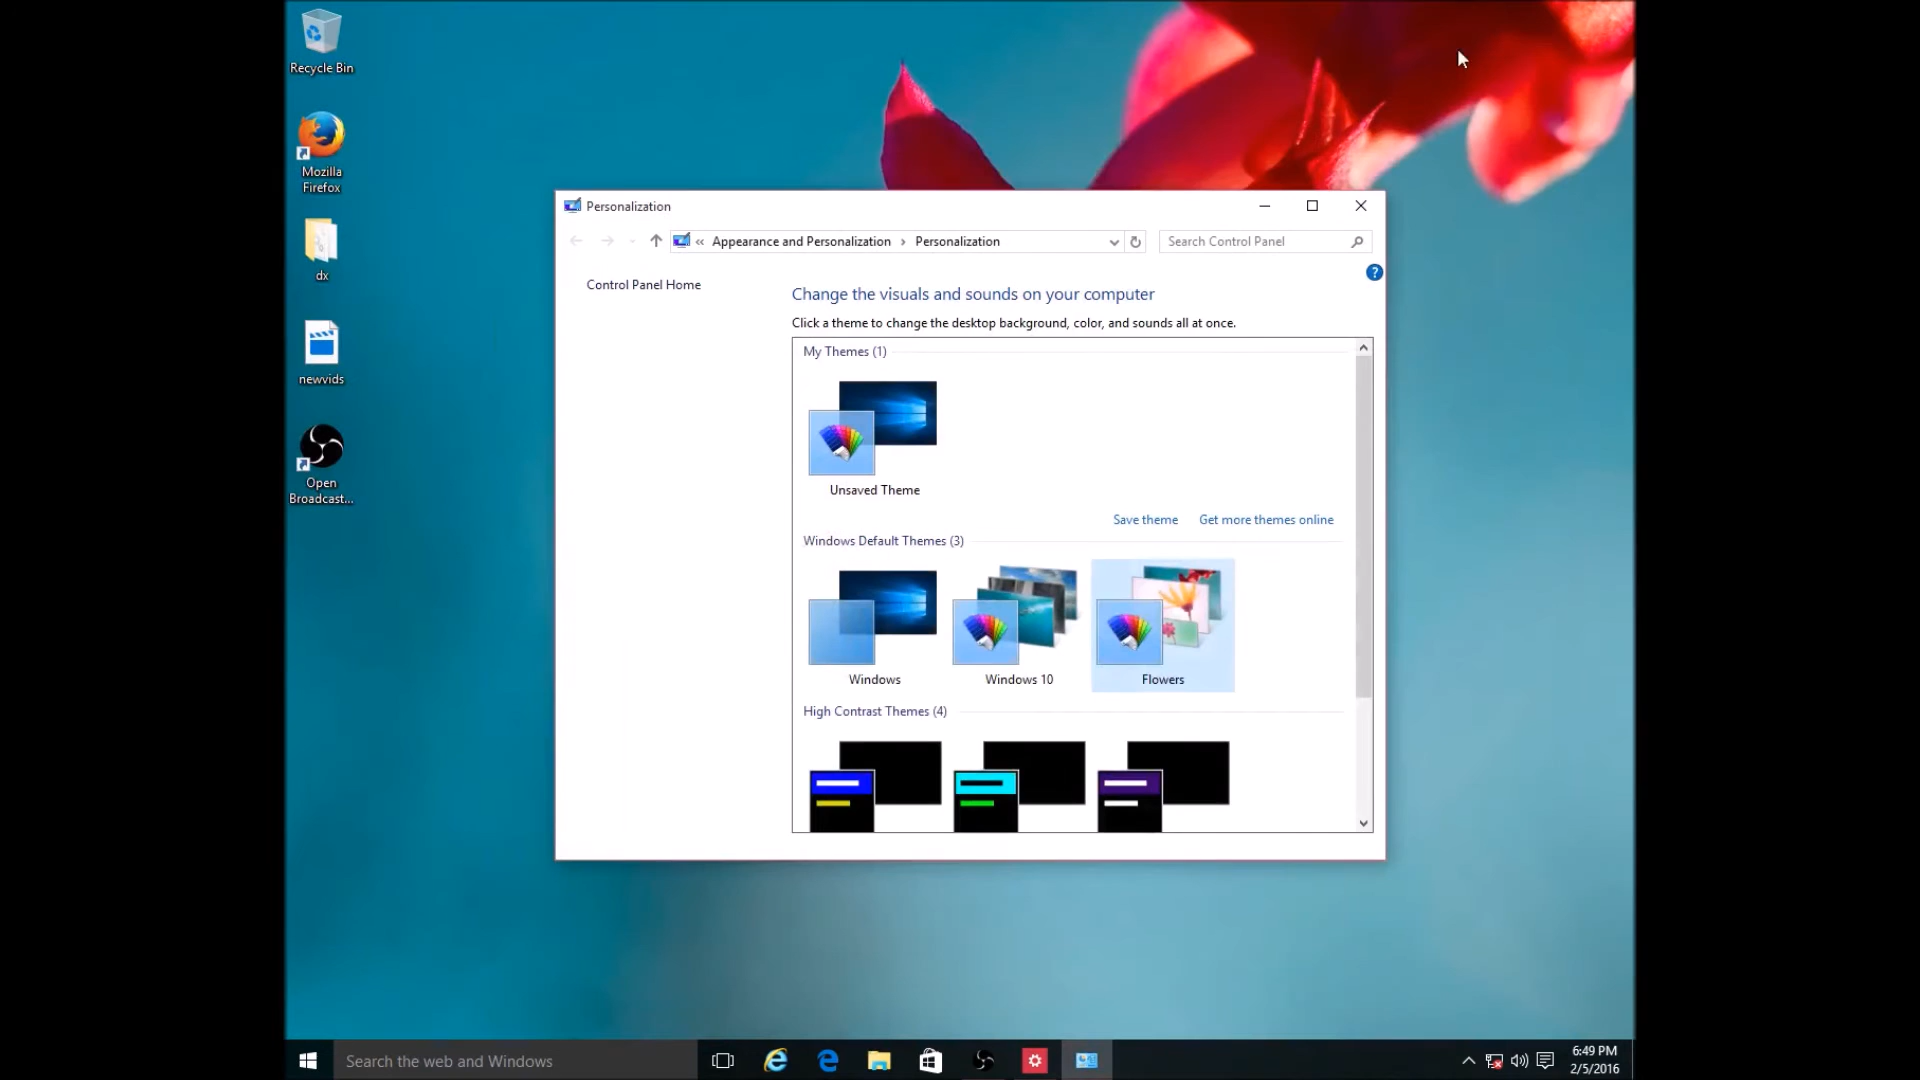 Recycle Bin
Mozilla
Firefox
dx
newvids
Open
Broadcast...
Personalization
« Appearance and Personalization › Personalization
Search Control Panel
?
Control Panel Home
Change the visuals and sounds on your computer
Click a theme to change the desktop background, color, and sounds all at once.
My Themes (1)
Unsaved Theme
Save theme
Get more themes online
Windows Default Themes (3)
Windows
Windows 10
Flowers
High Contrast Themes (4)
Search the web and Windows
6:49 PM
2/5/2016